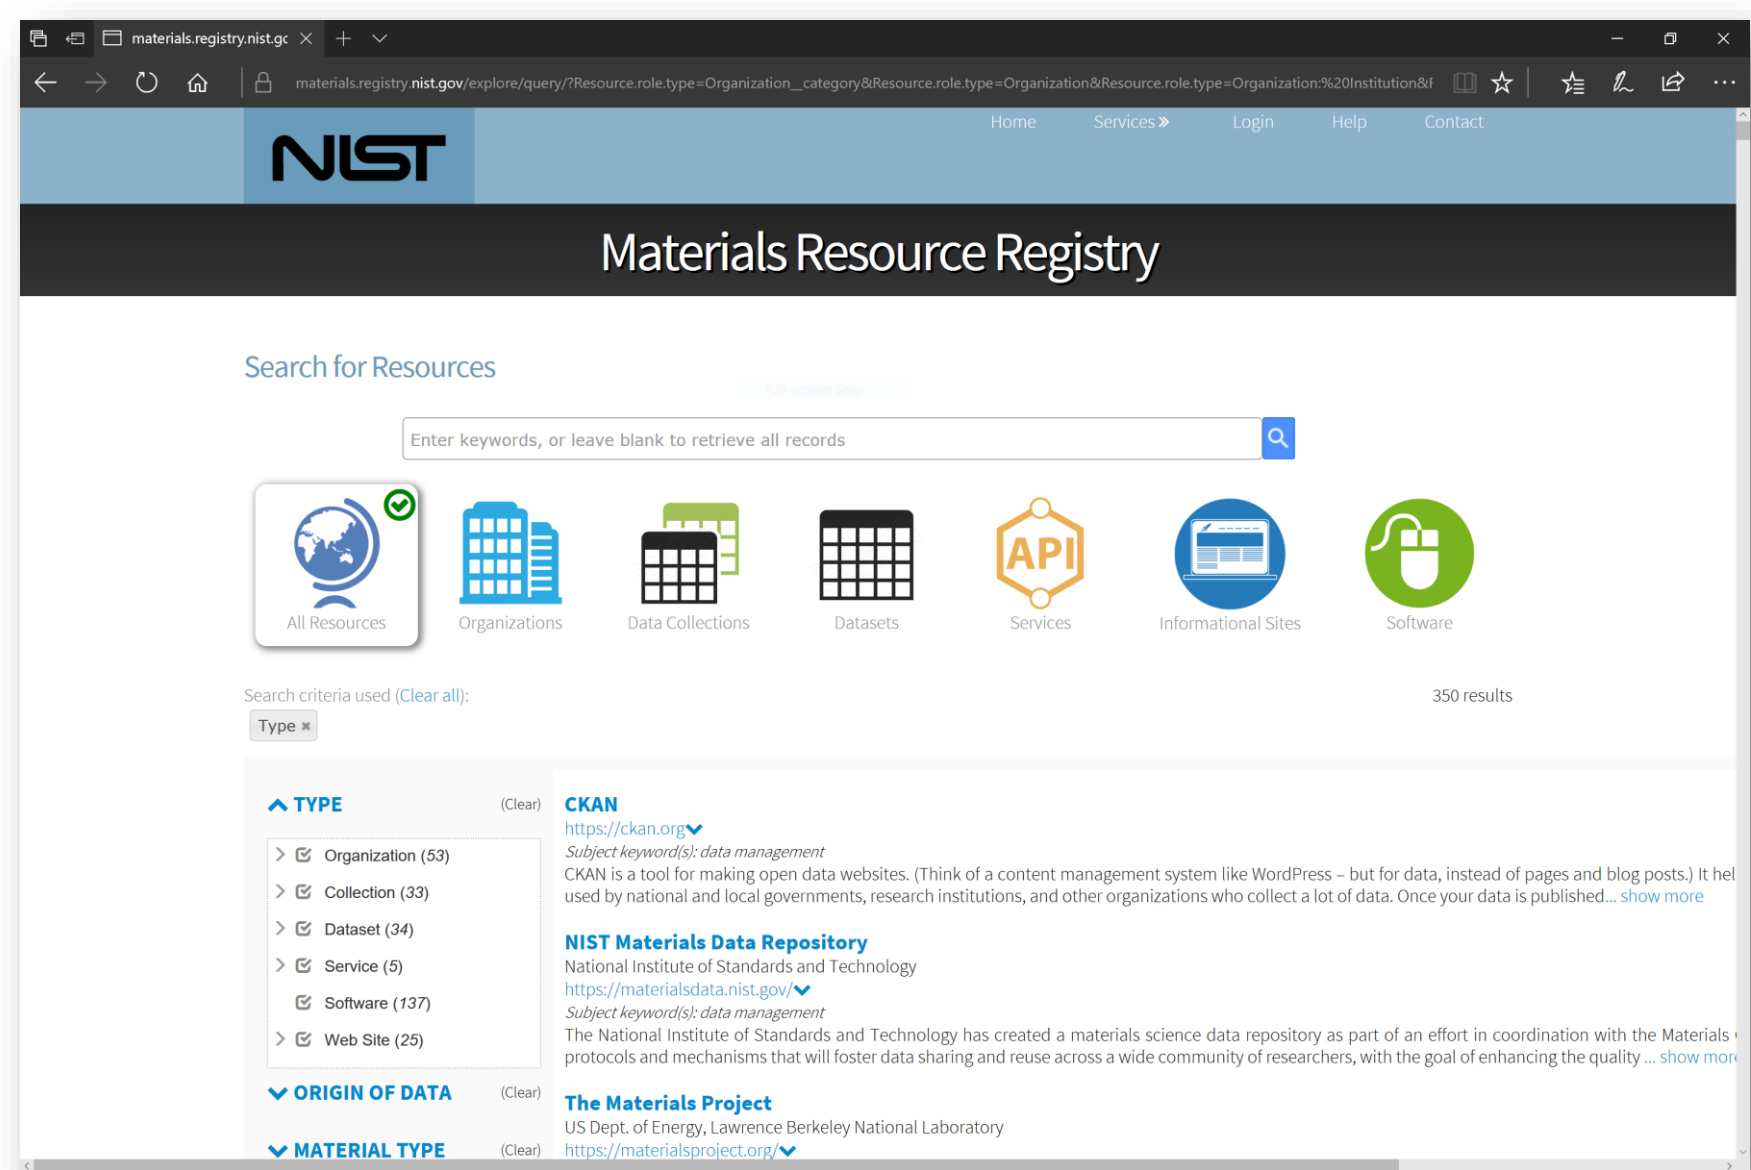 materials.registry.nist.gc
materials.registry.nist.gov/explore/query/?Resource.role.type=Organization__category&Resource.role.type=Organization&Resource.role.type=Organization:%20Institution&F
Home Services» Login Help Contact
NIST
Materials Resource Registry
Search for Resources
Full-screen Snip
Enter keywords, or leave blank to retrieve all records
API
All Resources Organizations Data Collections Datasets Services Informational Sites Software
Search criteria used (Clear all): 350 results
Type ×
TYPE (Clear)
Organization (53)
Collection (33)
Dataset (34)
Service (5)
Software (137)
Web Site (25)
ORIGIN OF DATA (Clear)
MATERIAL TYPE (Clear)
CKAN
https://ckan.org
Subject keyword(s): data management
CKAN is a tool for making open data websites. (Think of a content management system like WordPress – but for data, instead of pages and blog posts.) It hel
used by national and local governments, research institutions, and other organizations who collect a lot of data. Once your data is published... show more
NIST Materials Data Repository
National Institute of Standards and Technology
https://materialsdata.nist.gov/
Subject keyword(s): data management
The National Institute of Standards and Technology has created a materials science data repository as part of an effort in coordination with the Materials
protocols and mechanisms that will foster data sharing and reuse across a wide community of researchers, with the goal of enhancing the quality ... show more
The Materials Project
US Dept. of Energy, Lawrence Berkeley National Laboratory
https://materialsproject.org/